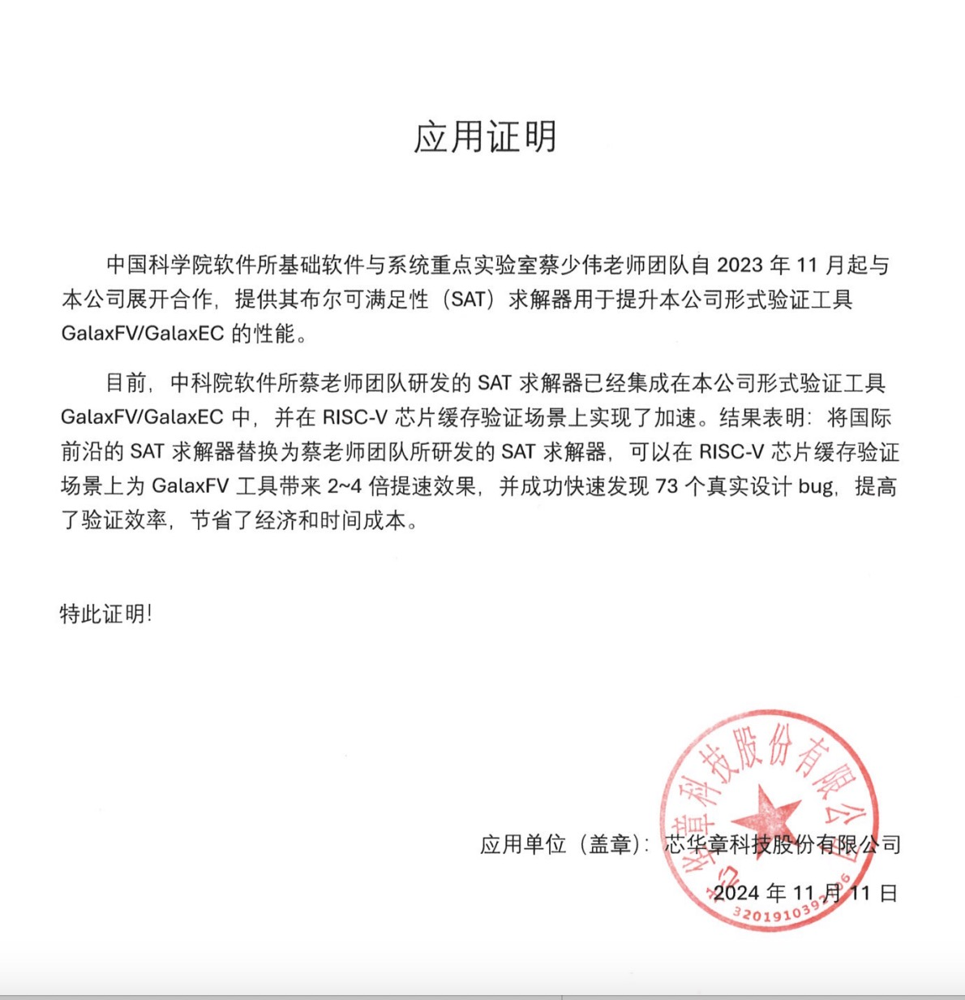 应用证明
中国科学院软件所基础软件与系统重点实验室蔡少伟老师团队自 2023 年 11 月起与
本公司展开合作，提供其布尔可满足性（SAT）求解器用于提升本公司形式验证工具
GalaxFV/GalaxEC 的性能。
目前，中科院软件所蔡老师团队研发的 SAT 求解器已经集成在本公司形式验证工具
GalaxFV/GalaxEC 中，并在 RISC-V 芯片缓存验证场景上实现了加速。结果表明：将国际
前沿的 SAT 求解器替换为蔡老师团队所研发的 SAT 求解器，可以在 RISC-V 芯片缓存验证
场景上为 GalaxFV 工具带来 2~4 倍提速效果，并成功快速发现 73 个真实设计 bug，提高
了验证效率，节省了经济和时间成本。
特此证明！
应用单位（盖章）：芯华章科技股份有限公司
2024 年 11 月 11 日
芯华章科技股份有限公司